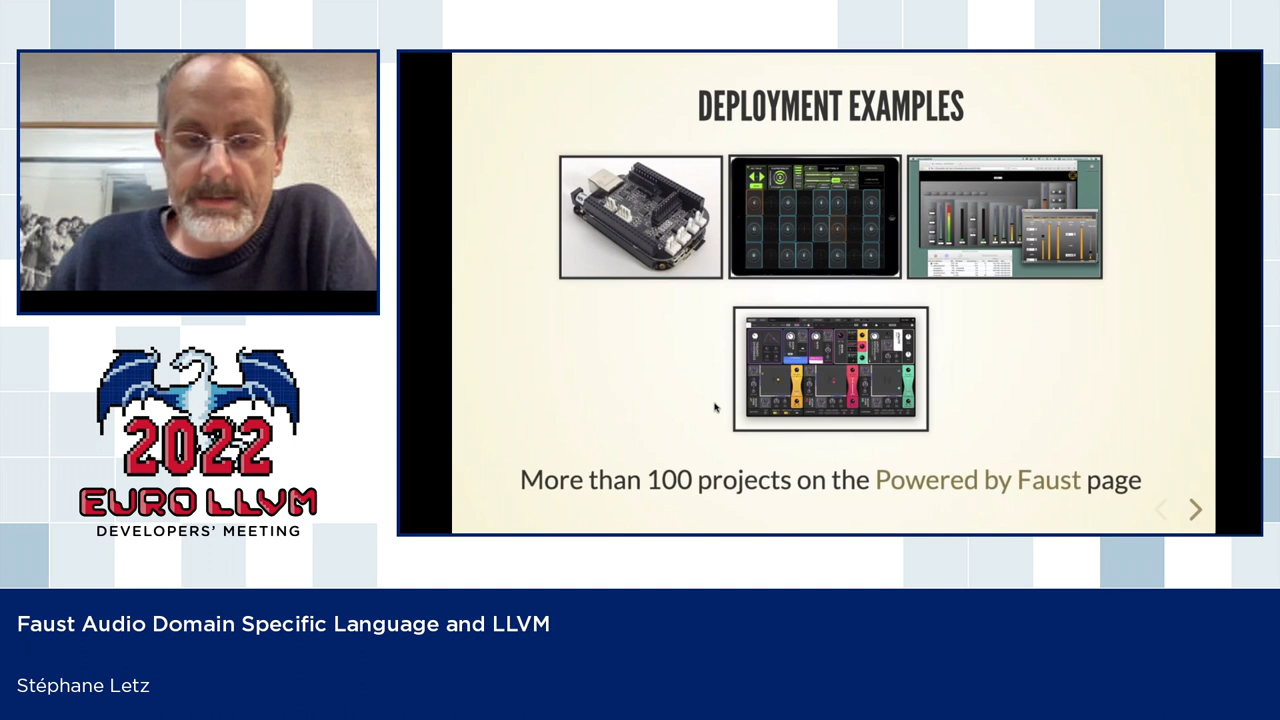 DEPLOYMENT EXAMPLES
More than 100 projects on the Powered by Faust page
2022
EURO LLVM
DEVELOPERS' MEETING
Faust Audio Domain Specific Language and LLVM
Stéphane Letz